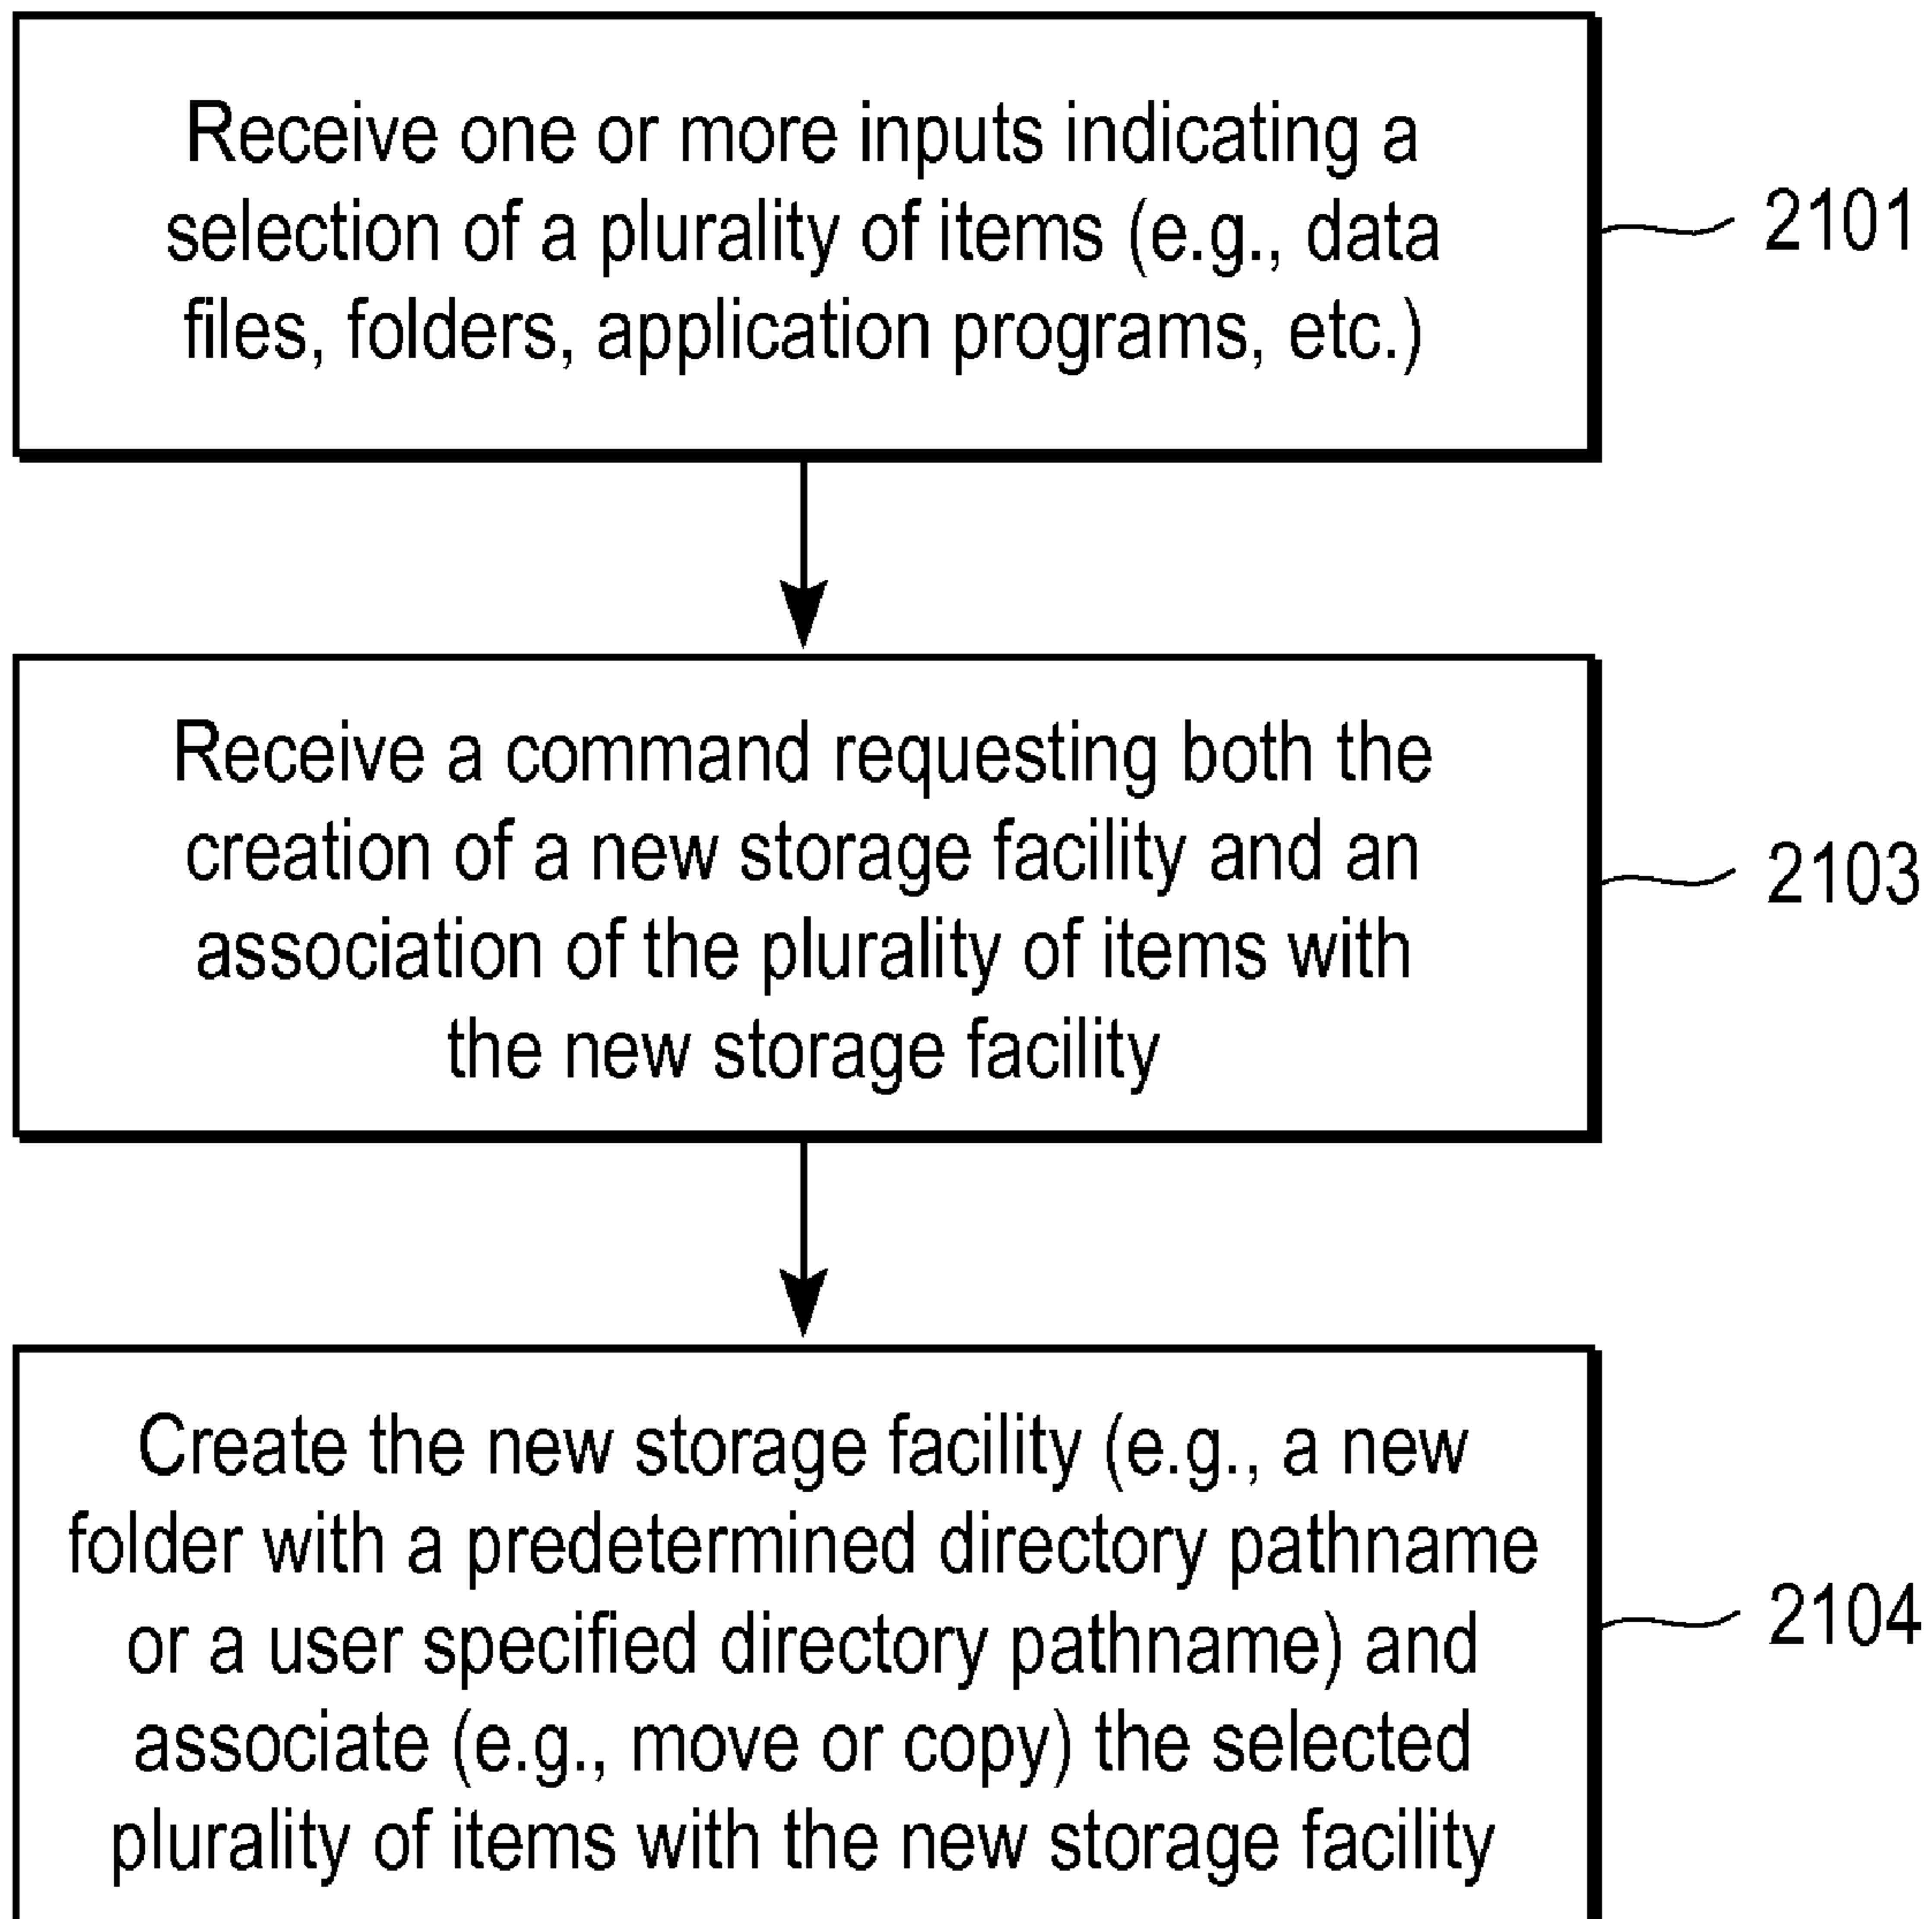 Receive one or more inputs indicating a
selection of a plurality of items (e.g., data
files, folders, application programs, etc.)
2101
Receive a command requesting both the
creation of a new storage facility and an
association of the plurality of items with
the new storage facility
2103
Create the new storage facility (e.g., a new
folder with a predetermined directory pathname
or a user specified directory pathname) and
associate (e.g., move or copy) the selected
plurality of items with the new storage facility
2104